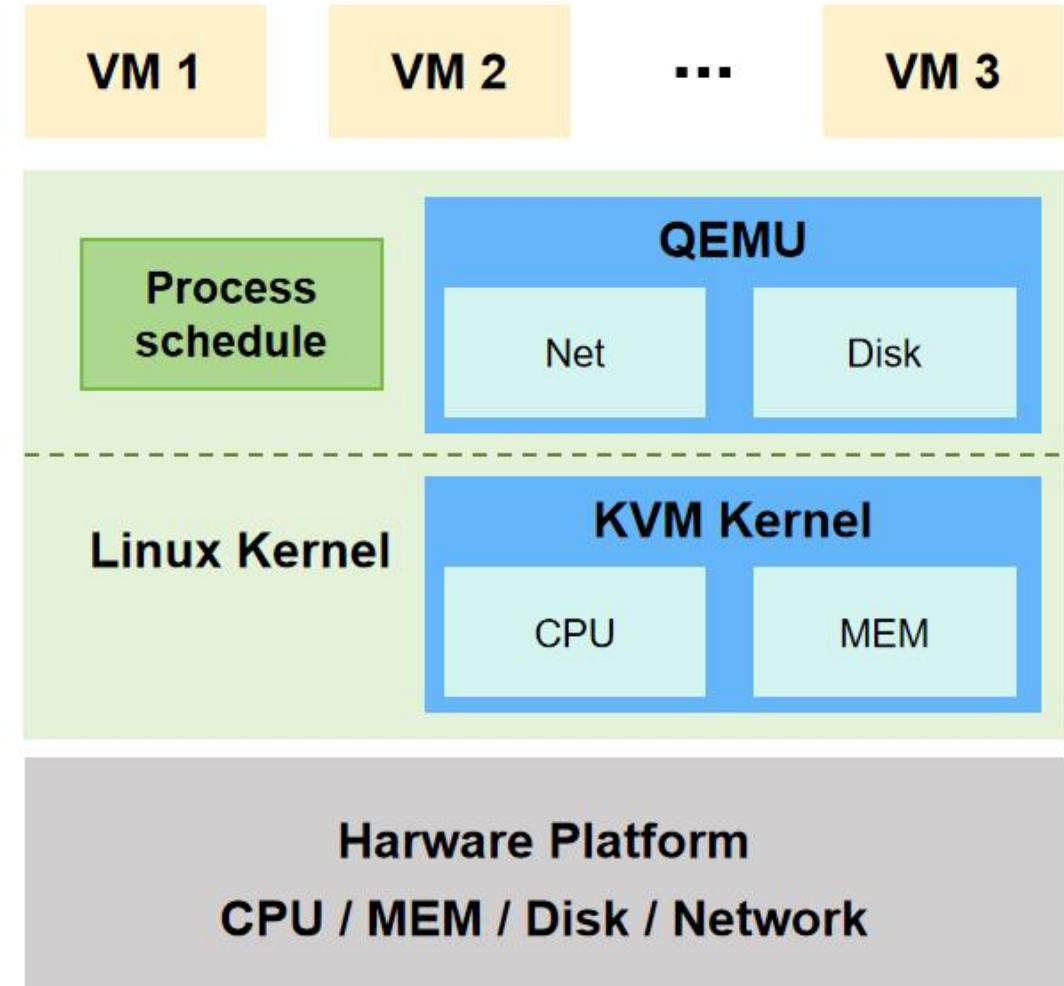 VM 1
VM 2
...
VM 3
Process
schedule
QEMU
Net
Disk
Linux Kernel
KVM Kernel
CPU
MEM
Harware Platform
CPU / MEM / Disk / Network